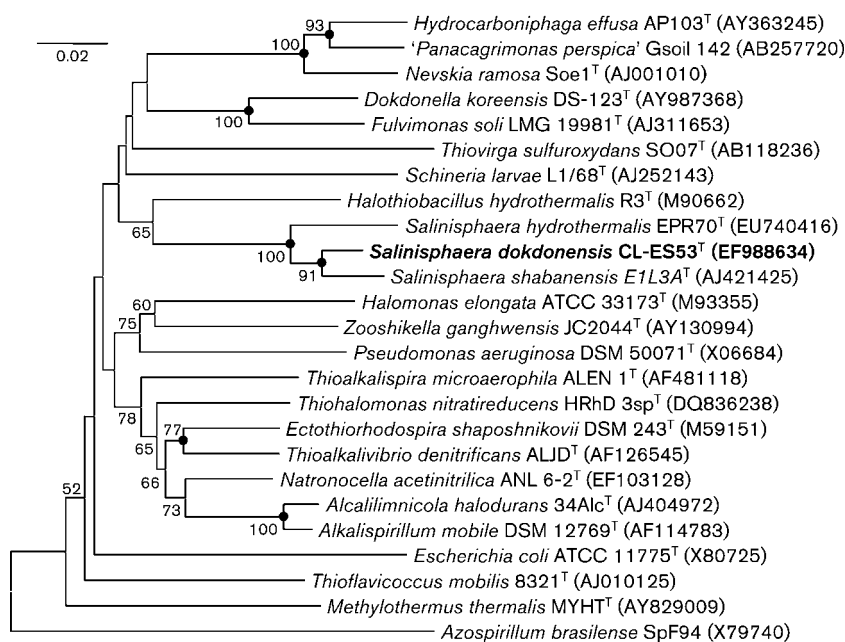 93
Hydrocarboniphaga effusa AP103ᵀ (AY363245)
0.02
100
'Panacagrimonas perspica' Gsoil 142 (AB257720)
Nevskia ramosa Soe1ᵀ (AJ001010)
Dokdonella koreensis DS-123ᵀ (AY987368)
100
Fulvimonas soli LMG 19981ᵀ (AJ311653)
Thiovirga sulfuroxydans SO07ᵀ (AB118236)
Schineria larvae L1/68ᵀ (AJ252143)
Halothiobacillus hydrothermalis R3ᵀ (M90662)
65
Salinisphaera hydrothermalis EPR70ᵀ (EU740416)
100
Salinisphaera dokdonensis CL-ES53ᵀ (EF988634)
91
Salinisphaera shabanensis E1L3Aᵀ (AJ421425)
60
Halomonas elongata ATCC 33173ᵀ (M93355)
75
Zooshikella ganghwensis JC2044ᵀ (AY130994)
Pseudomonas aeruginosa DSM 50071ᵀ (X06684)
Thioalkalispira microaerophila ALEN 1ᵀ (AF481118)
78
Thiohalomonas nitratireducens HRhD 3spᵀ (DQ836238)
65
77
Ectothiorhodospira shaposhnikovii DSM 243ᵀ (M59151)
Thioalkalivibrio denitrificans ALJDᵀ (AF126545)
66
Natronocella acetinitrilica ANL 6-2ᵀ (EF103128)
52
73
Alcalilimnicola halodurans 34Alcᵀ (AJ404972)
100
Alkalispirillum mobile DSM 12769ᵀ (AF114783)
Escherichia coli ATCC 11775ᵀ (X80725)
Thioflavicoccus mobilis 8321ᵀ (AJ010125)
Methylothermus thermalis MYHTᵀ (AY829009)
Azospirillum brasilense SpF94 (X79740)